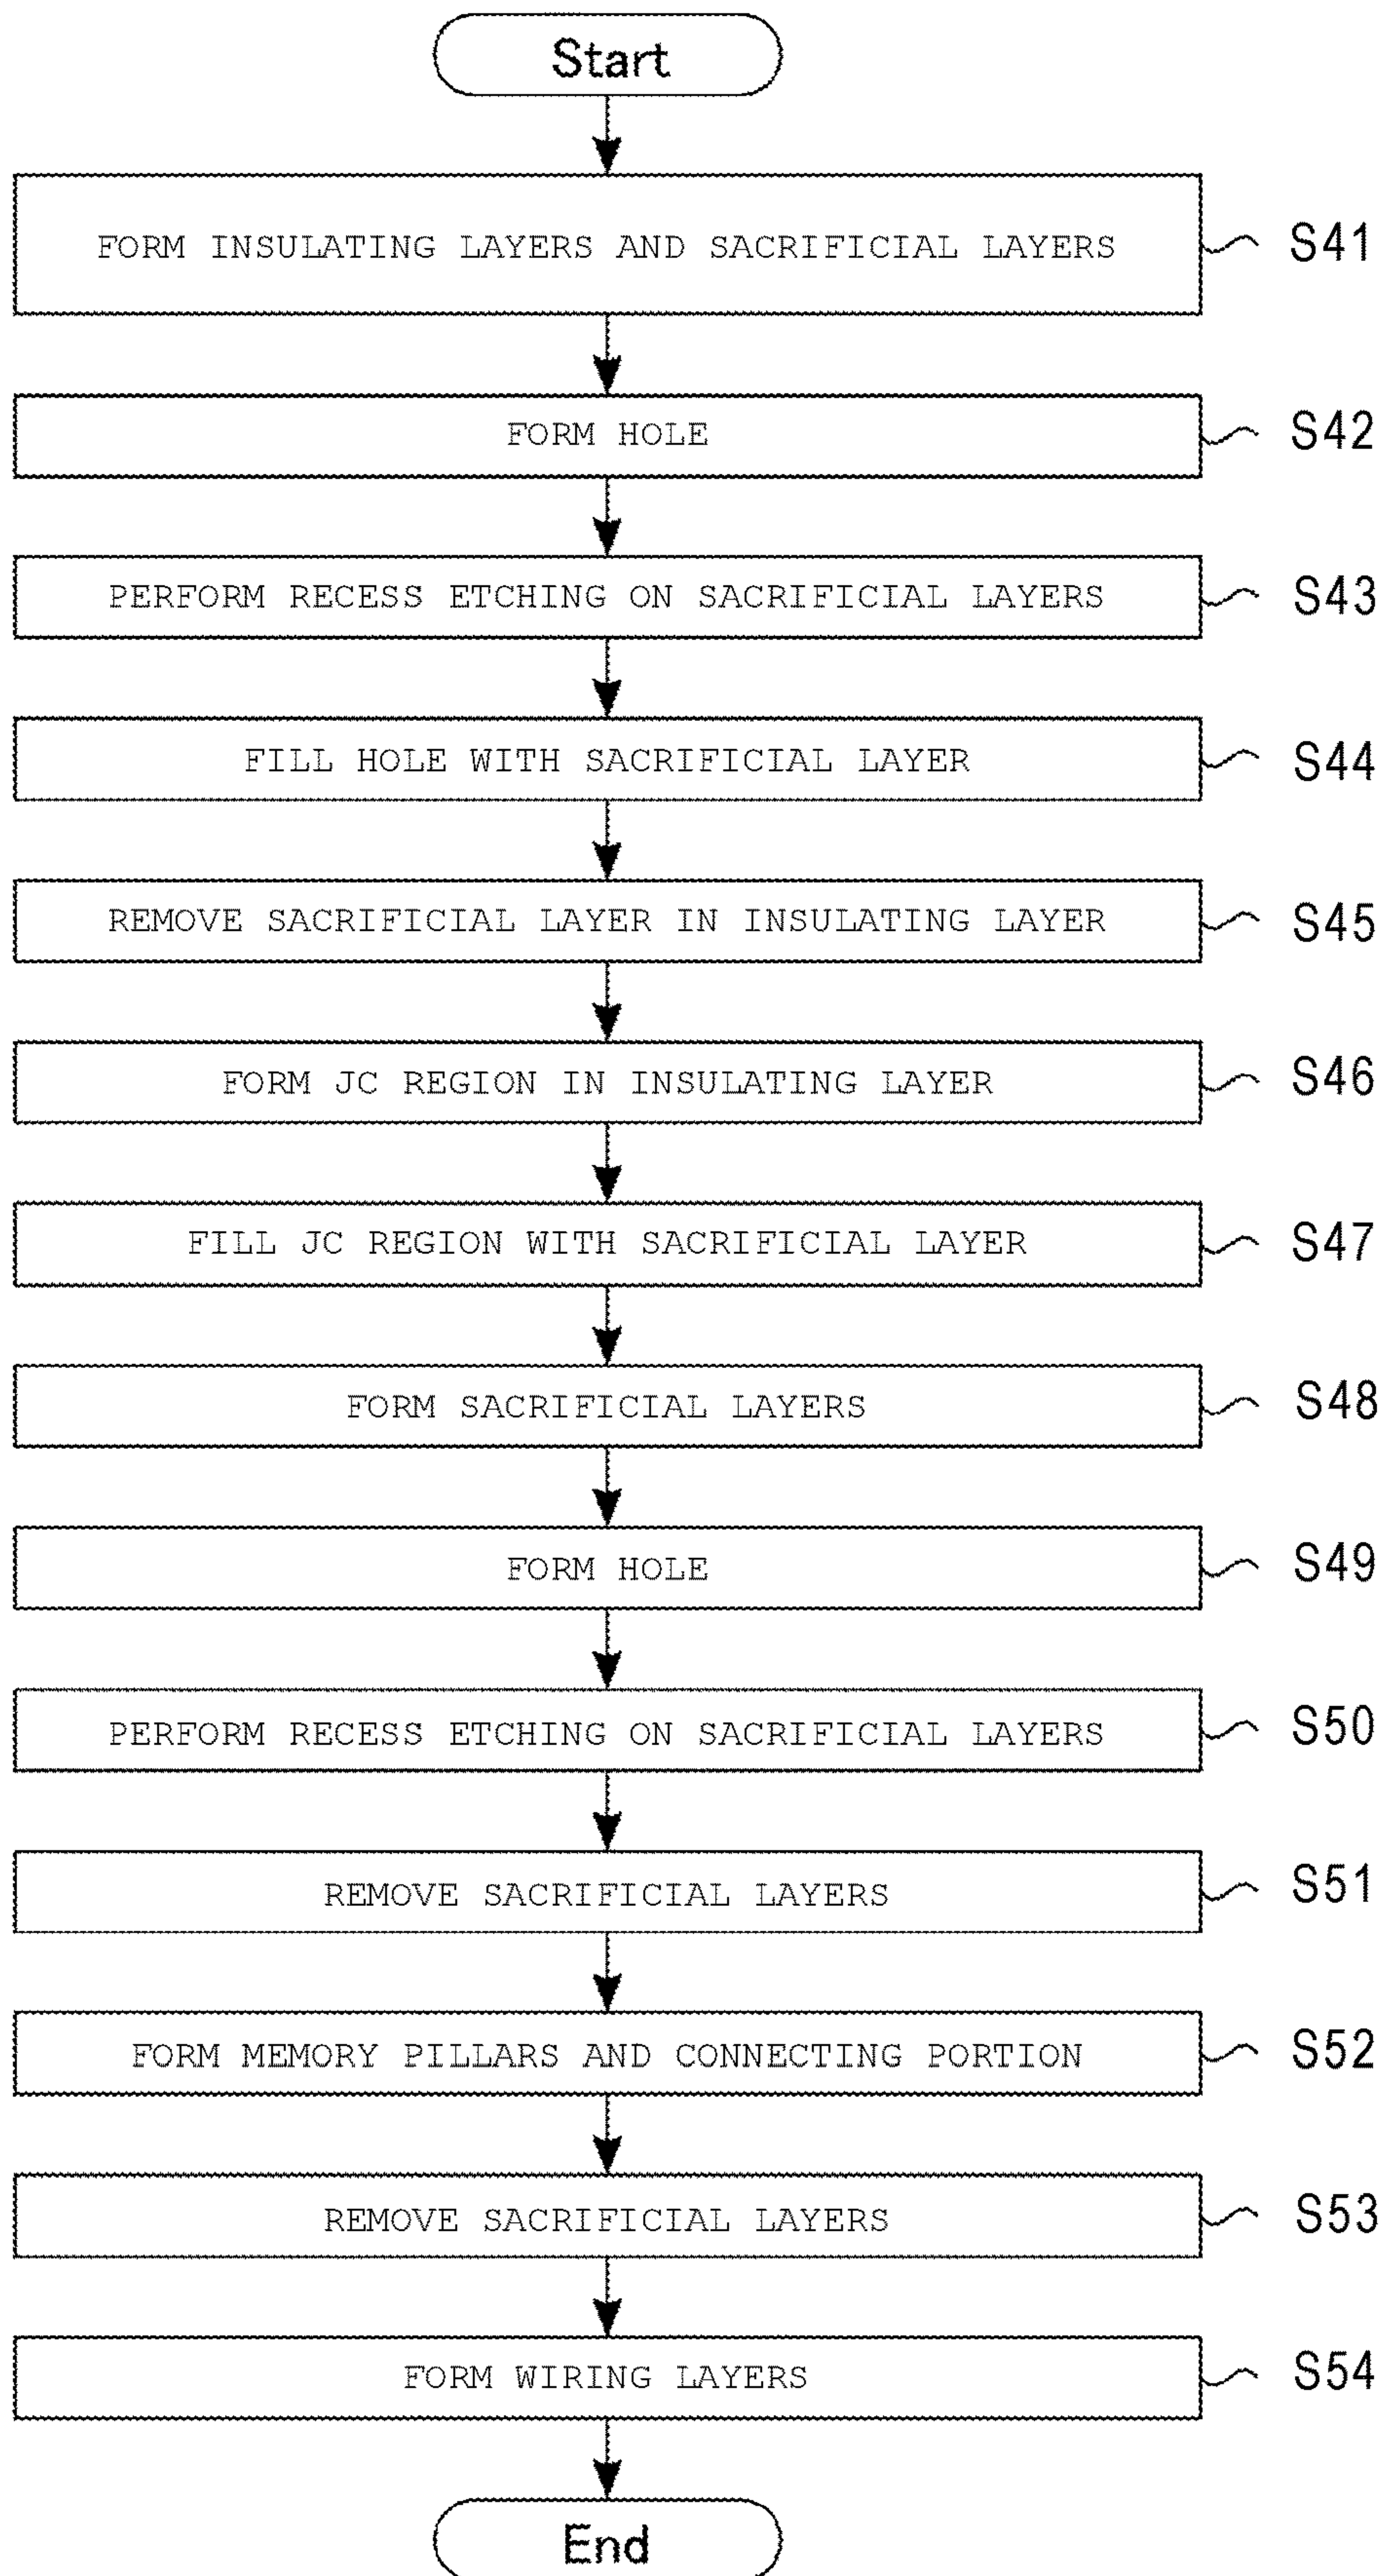 Start
FORM INSULATING LAYERS AND SACRIFICIAL LAYERS S41
FORM HOLE S42
PERFORM RECESS ETCHING ON SACRIFICIAL LAYERS S43
FILL HOLE WITH SACRIFICIAL LAYER S44
REMOVE SACRIFICIAL LAYER IN INSULATING LAYER S45
FORM JC REGION IN INSULATING LAYER S46
FILL JC REGION WITH SACRIFICIAL LAYER S47
FORM SACRIFICIAL LAYERS S48
FORM HOLE S49
PERFORM RECESS ETCHING ON SACRIFICIAL LAYERS S50
REMOVE SACRIFICIAL LAYERS S51
FORM MEMORY PILLARS AND CONNECTING PORTION S52
REMOVE SACRIFICIAL LAYERS S53
FORM WIRING LAYERS S54
End